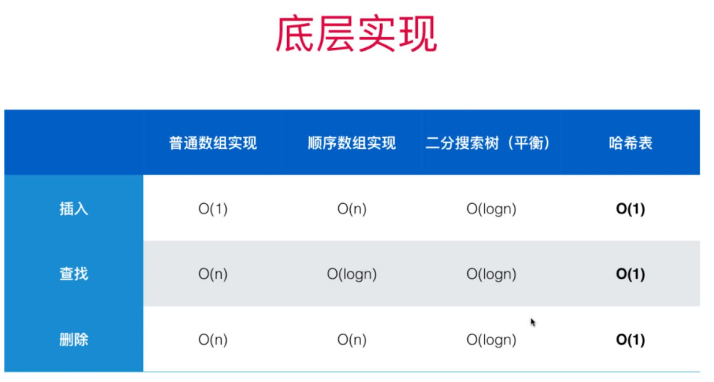 底层实现
普通数组实现 顺序数组实现 二分搜索树（平衡） 哈希表
插入 O(1) O(n) O(logn) O(1)
查找 O(n) O(logn) O(logn) O(1)
删除 O(n) O(n) O(logn) O(1)